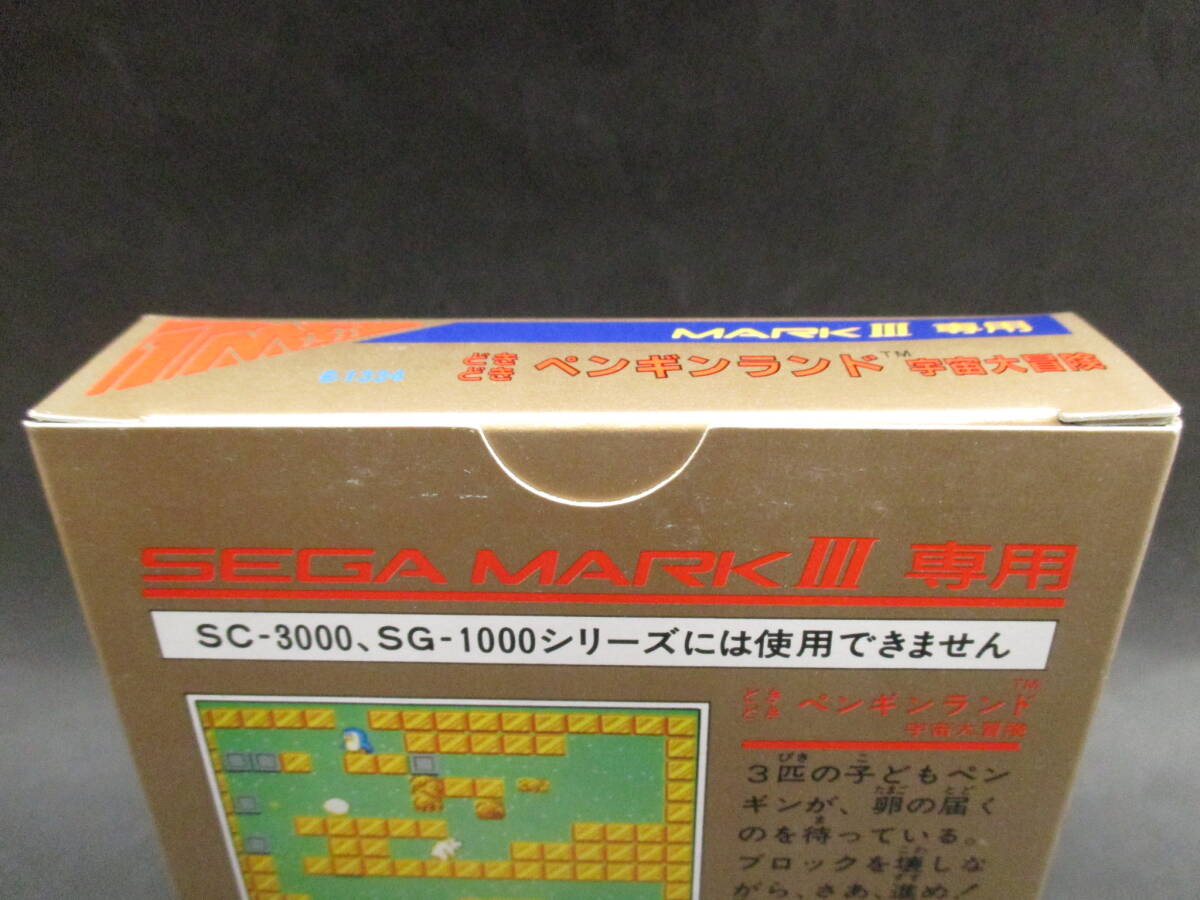 1M
MARK III 専用
B-1334
どき
どき ペンギンランド™ 宇宙大冒険
SEGA MARK III 専用
SC-3000、SG-1000シリーズには使用できません
どき
どき ペンギンランド™
宇宙大冒険
3匹の子どもペン
ギンが、卵の届く
のを待っている。
ブロックを壊しな
がら、さあ、進め!